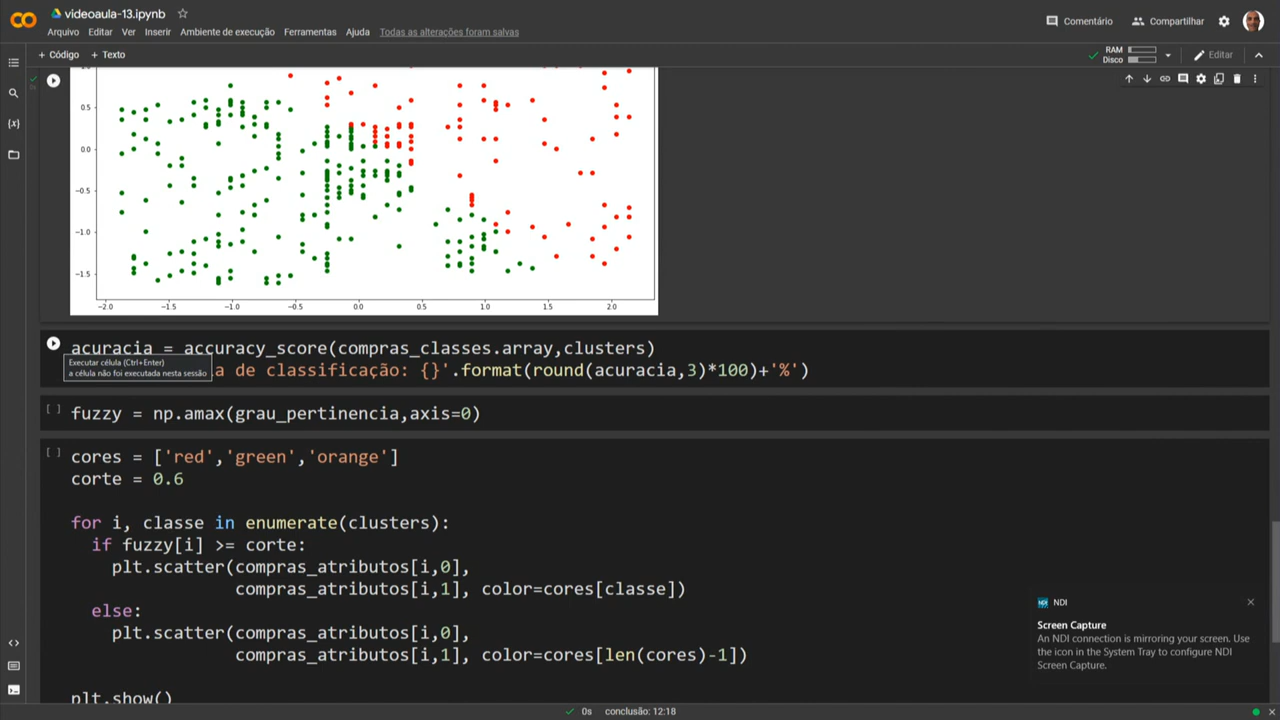 videoaula-13.ipynb
Arquivo Editar Ver Inserir Ambiente de execução Ferramentas Ajuda Todas as alterações foram salvas
Comentário Compartilhar
+ Código + Texto
RAM
Disco
Editar
0.5
0.0
−0.5
−1.0
−1.5
−2.0 −1.5 −1.0 −0.5 0.0 0.5 1.0 1.5 2.0
acuracia = accuracy_score(compras_classes.array,clusters)
Executar célula (Ctrl+Enter)
a célula não foi executada nesta sessão
a de classificação: {}'.format(round(acuracia,3)*100)+'%')
[ ] fuzzy = np.amax(grau_pertinencia,axis=0)
[ ] cores = ['red','green','orange']
corte = 0.6
for i, classe in enumerate(clusters):
if fuzzy[i] >= corte:
plt.scatter(compras_atributos[i,0],
compras_atributos[i,1], color=cores[classe])
else:
plt.scatter(compras_atributos[i,0],
compras_atributos[i,1], color=cores[len(cores)-1])
plt.show()
NDI
Screen Capture
An NDI connection is mirroring your screen. Use
the icon in the System Tray to configure NDI
Screen Capture.
0s conclusão: 12:18